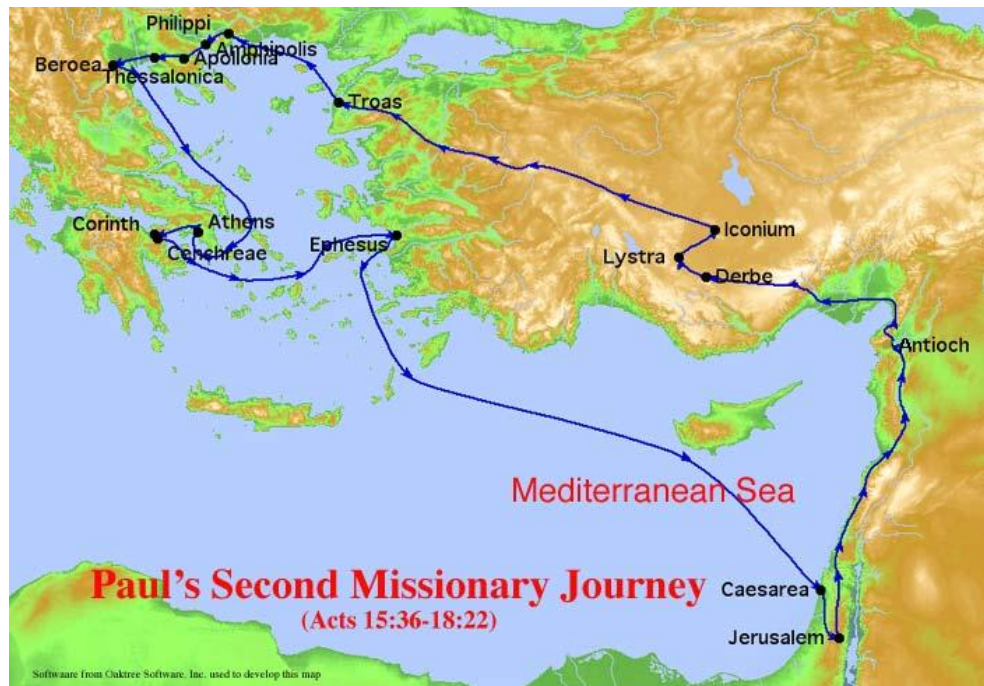 Philippi
Amphipolis
Apollonia
Beroea
Thessalonica
Troas
Corinth
Athens
Cenchreae
Ephesus
Iconium
Lystra
Derbe
Antioch
Mediterranean Sea
Paul's Second Missionary Journey
(Acts 15:36-18:22)
Caesarea
Jerusalem
Softwaare from Oaktree Software, Inc. used to develop this map